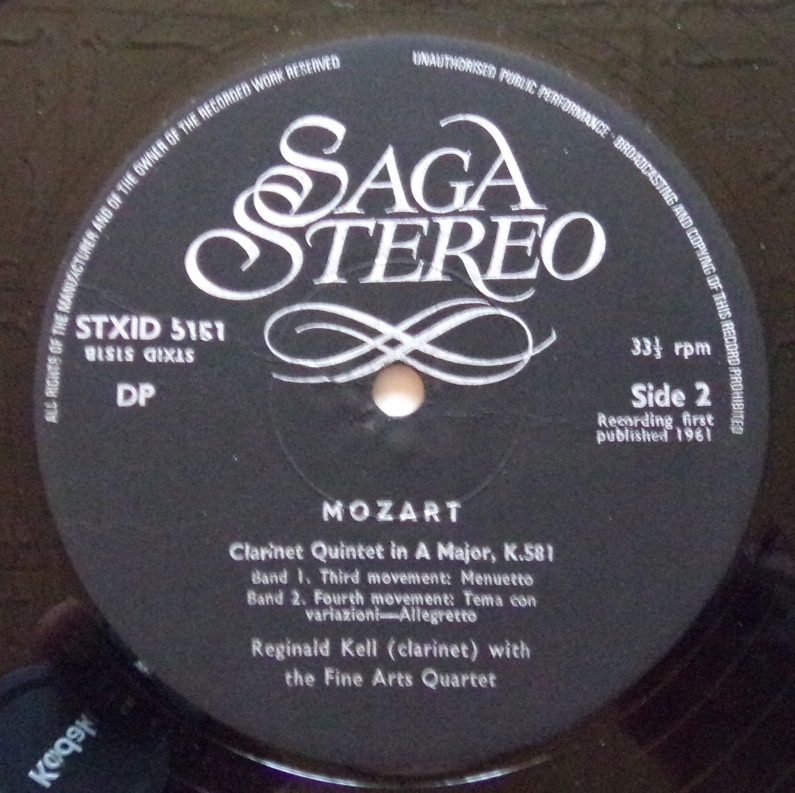 ALL RIGHTS OF THE MANUFACTURER AND OF THE OWNER OF THE RECORDED WORK RESERVED
UNAUTHORISED PUBLIC PERFORMANCE · BROADCASTING AND COPYING OF THIS RECORD PROHIBITED
SAGA
STEREO
STXID 5151
STXID 5151B
DP
33⅓ rpm
Side 2
Recording first
published 1961
MOZART
Clarinet Quintet in A Major, K.581
Band 1. Third movement: Menuetto
Band 2. Fourth movement: Tema con
variazioni—Allegretto
Reginald Kell (clarinet) with
the Fine Arts Quartet
Kodak